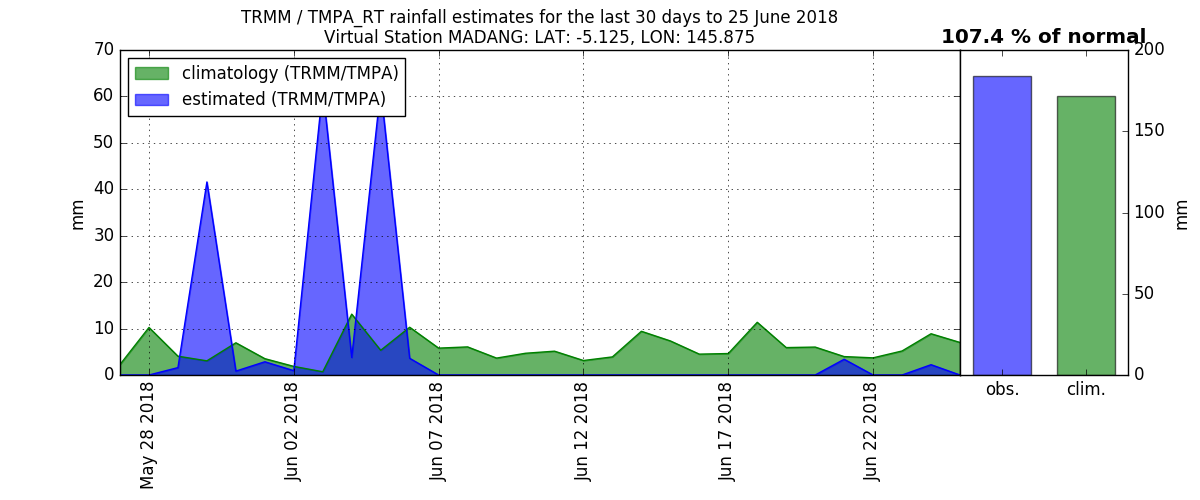 TRMM / TMPA_RT rainfall estimates for the last 30 days to 25 June 2018
Virtual Station MADANG: LAT: -5.125, LON: 145.875
107.4 % of normal
climatology (TRMM/TMPA)
estimated (TRMM/TMPA)
70
60
50
40
30
20
10
0
mm
May 28 2018
Jun 02 2018
Jun 07 2018
Jun 12 2018
Jun 17 2018
Jun 22 2018
200
150
100
50
0
mm
obs.
clim.